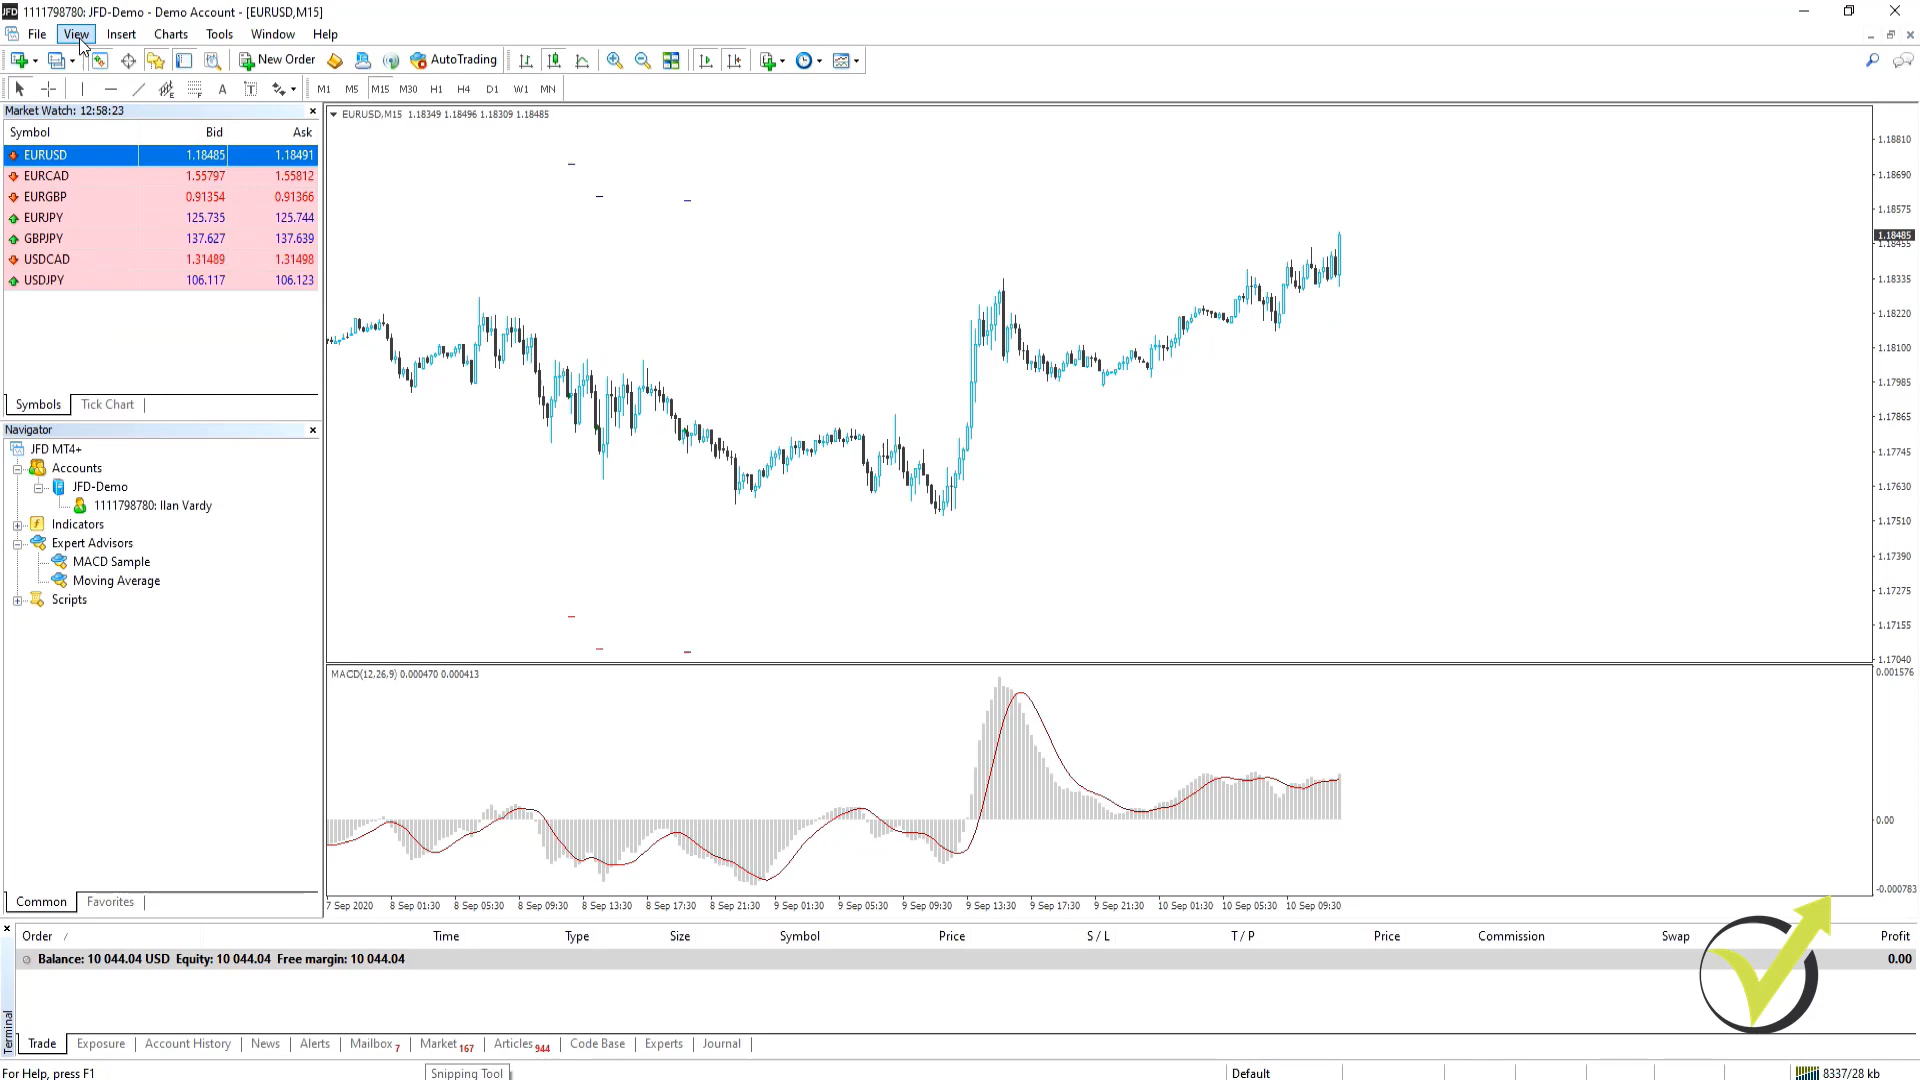 JFD 1111798780: JFD-Demo - Demo Account - [EURUSD,M15]
File View Insert Charts Tools Window Help
New Order AutoTrading
A T M1 M5 M15 M30 H1 H4 D1 W1 MN
Market Watch: 12:58:23
Symbol Bid Ask
EURUSD 1.18485 1.18491
EURCAD 1.55797 1.55812
EURGBP 0.91354 0.91366
EURJPY 125.735 125.744
GBPJPY 137.627 137.639
USDCAD 1.31489 1.31498
USDJPY 106.117 106.123
Symbols Tick Chart
Navigator
JFD MT4+
Accounts
JFD-Demo
1111798780: Ilan Vardy
Indicators
Expert Advisors
MACD Sample
Moving Average
Scripts
Common Favorites
EURUSD,M15 1.18349 1.18496 1.18309 1.18485
1.18810
1.18690
1.18575
1.18485
1.18455
1.18335
1.18220
1.18100
1.17985
1.17865
1.17745
1.17630
1.17510
1.17390
1.17275
1.17155
1.17040
MACD(12,26,9) 0.000470 0.000413
0.001576
0.00
-0.000783
7 Sep 2020 8 Sep 01:30 8 Sep 05:30 8 Sep 09:30 8 Sep 13:30 8 Sep 17:30 8 Sep 21:30 9 Sep 01:30 9 Sep 05:30 9 Sep 09:30 9 Sep 13:30 9 Sep 17:30 9 Sep 21:30 10 Sep 01:30 10 Sep 05:30 10 Sep 09:30
Order / Time Type Size Symbol Price S / L T / P Price Commission Swap Profit
Balance: 10 044.04 USD Equity: 10 044.04 Free margin: 10 044.04 0.00
Terminal
Trade Exposure Account History News Alerts Mailbox 7 Market 167 Articles 944 Code Base Experts Journal
For Help, press F1 Snipping Tool Default 8337/28 kb